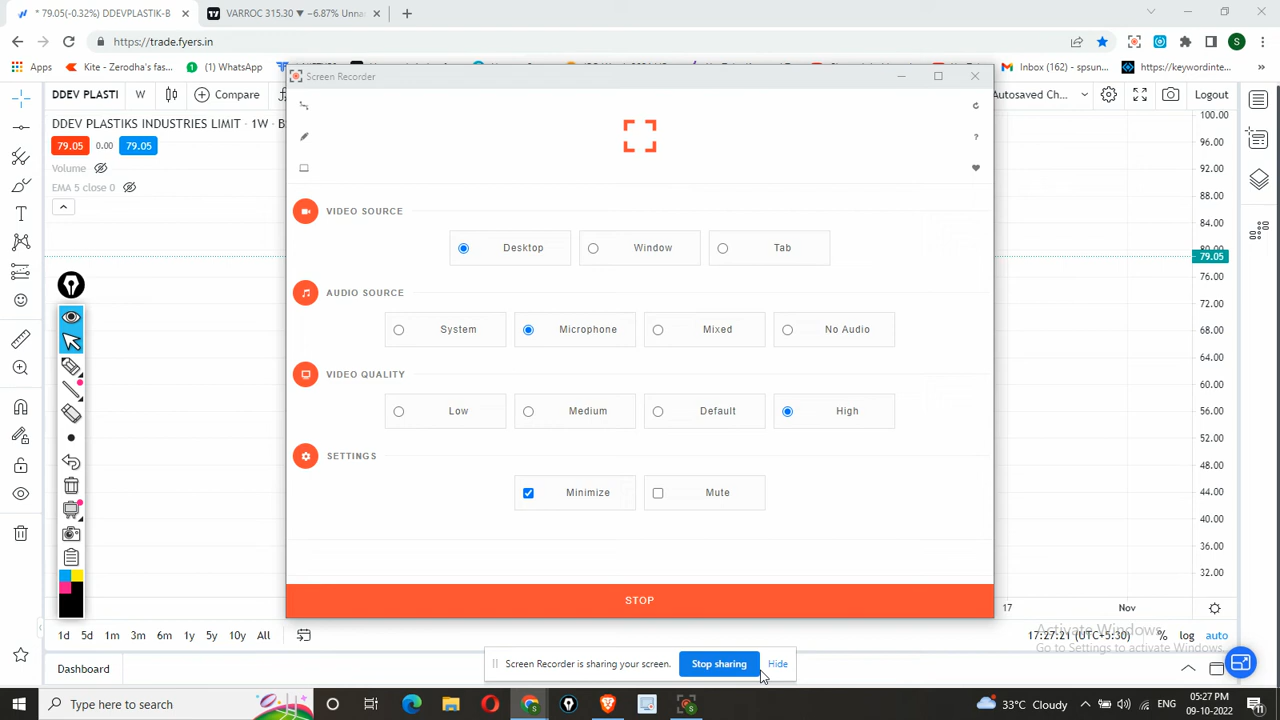 * 79.05(-0.32%) DDEVPLASTIK-B
VARROC 315.30 ▼ −6.87% Unna
https://trade.fyers.in
Apps
Kite - Zerodha's fas...
(1) WhatsApp
Inbox (162) - spsun...
https://keywordinte...
Screen Recorder
DDEV PLASTI W Compare
Autosaved Ch...
Logout
DDEV PLASTIKS INDUSTRIES LIMIT · 1W · B
79.05 0.00 79.05
Volume
EMA 5 close 0
?
VIDEO SOURCE
Desktop Window Tab
AUDIO SOURCE
System Microphone Mixed No Audio
VIDEO QUALITY
Low Medium Default High
SETTINGS
Minimize Mute
STOP
100.00
96.00
92.00
88.00
84.00
80.00
79.05
76.00
72.00
68.00
64.00
60.00
56.00
52.00
48.00
44.00
40.00
36.00
32.00
17 Nov
1d 5d 1m 3m 6m 1y 5y 10y All
17:27:21 (UTC+5:30) % log auto
Activate Windows
Go to Settings to activate Windows.
Screen Recorder is sharing your screen. Stop sharing Hide
Dashboard
Type here to search
33°C Cloudy
ENG
05:27 PM
09-10-2022
11